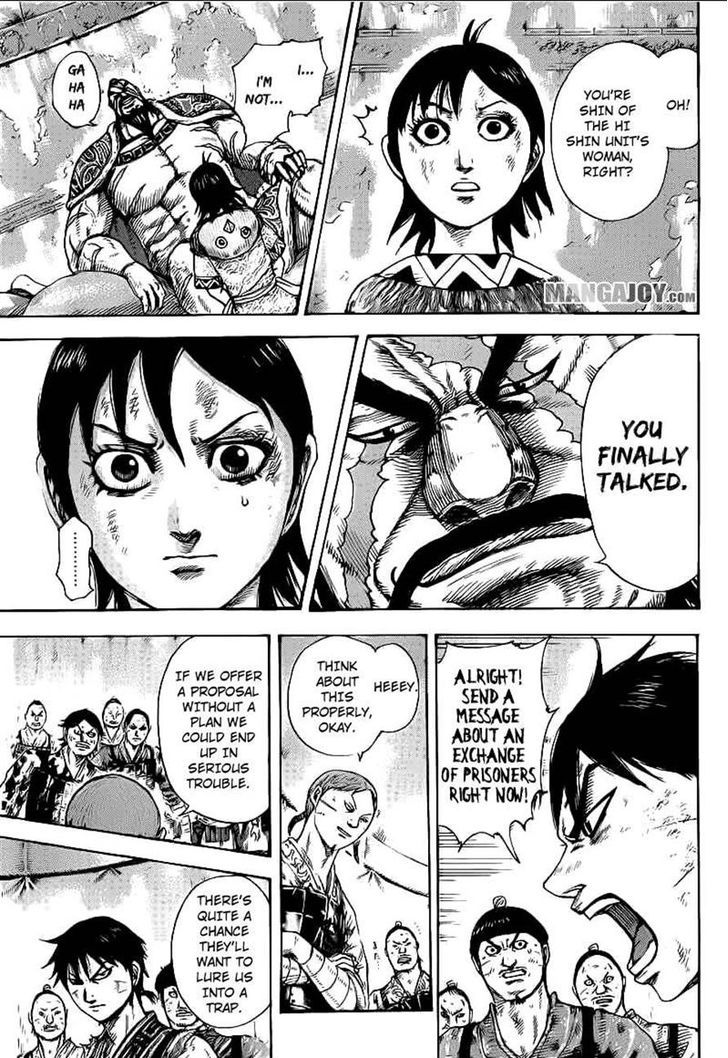 OH!
YOU'RE
SHIN OF
THE HI
SHIN UNIT'S
WOMAN,
RIGHT?
MANGAJOY.COM
I...
I'M
NOT...
GA
HA
HA
YOU
FINALLY
TALKED.
.........
ALRIGHT!
SEND A
MESSAGE
ABOUT AN
EXCHANGE
OF PRISONERS
RIGHT NOW!
HEEEY.
THINK
ABOUT
THIS
PROPERLY,
OKAY.
IF WE OFFER
A PROPOSAL
WITHOUT A
PLAN WE
COULD END
UP IN
SERIOUS
TROUBLE.
THERE'S
QUITE A
CHANCE
THEY'LL
WANT TO
LURE US
INTO A
TRAP.